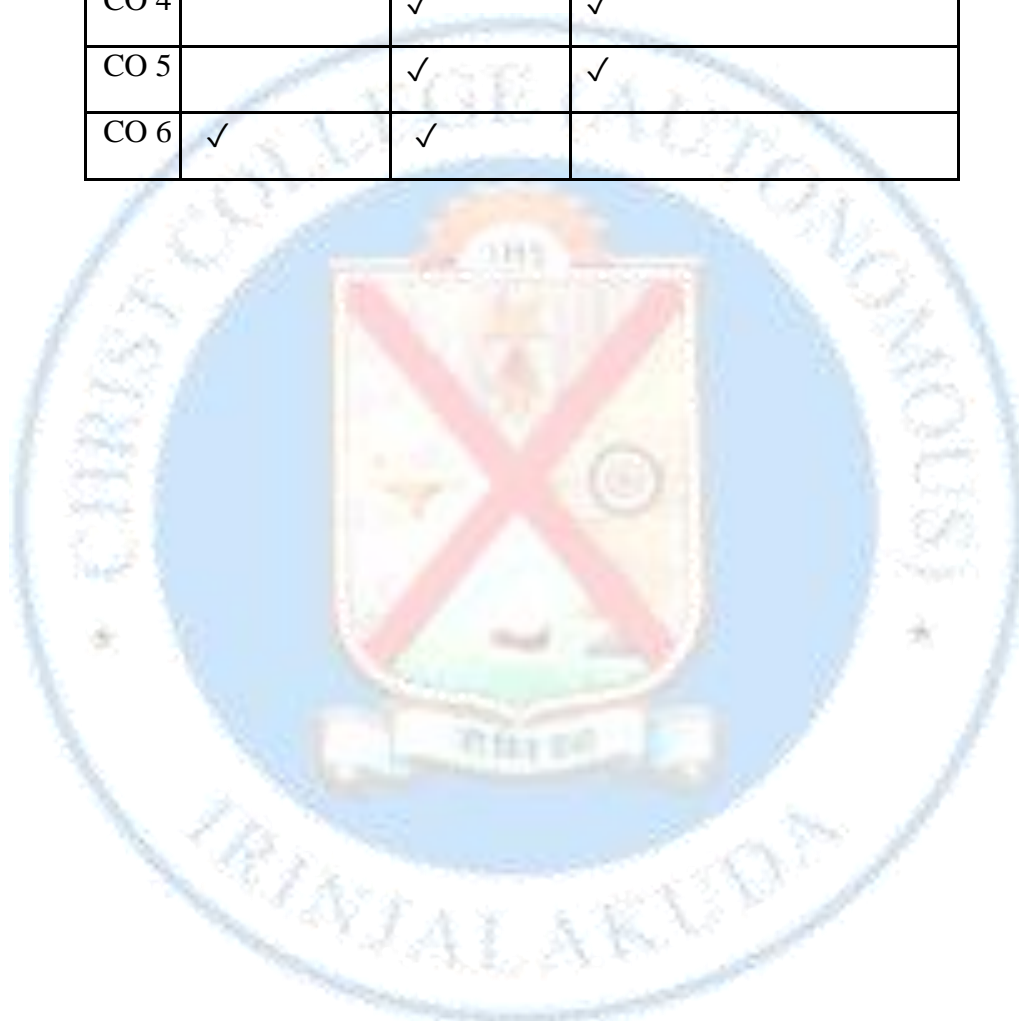 CO 4 ✓ ✓
CO 5 ✓ ✓
CO 6 ✓ ✓
CHRIST COLLEGE (AUTONOMOUS)
IRINJALAKUDA